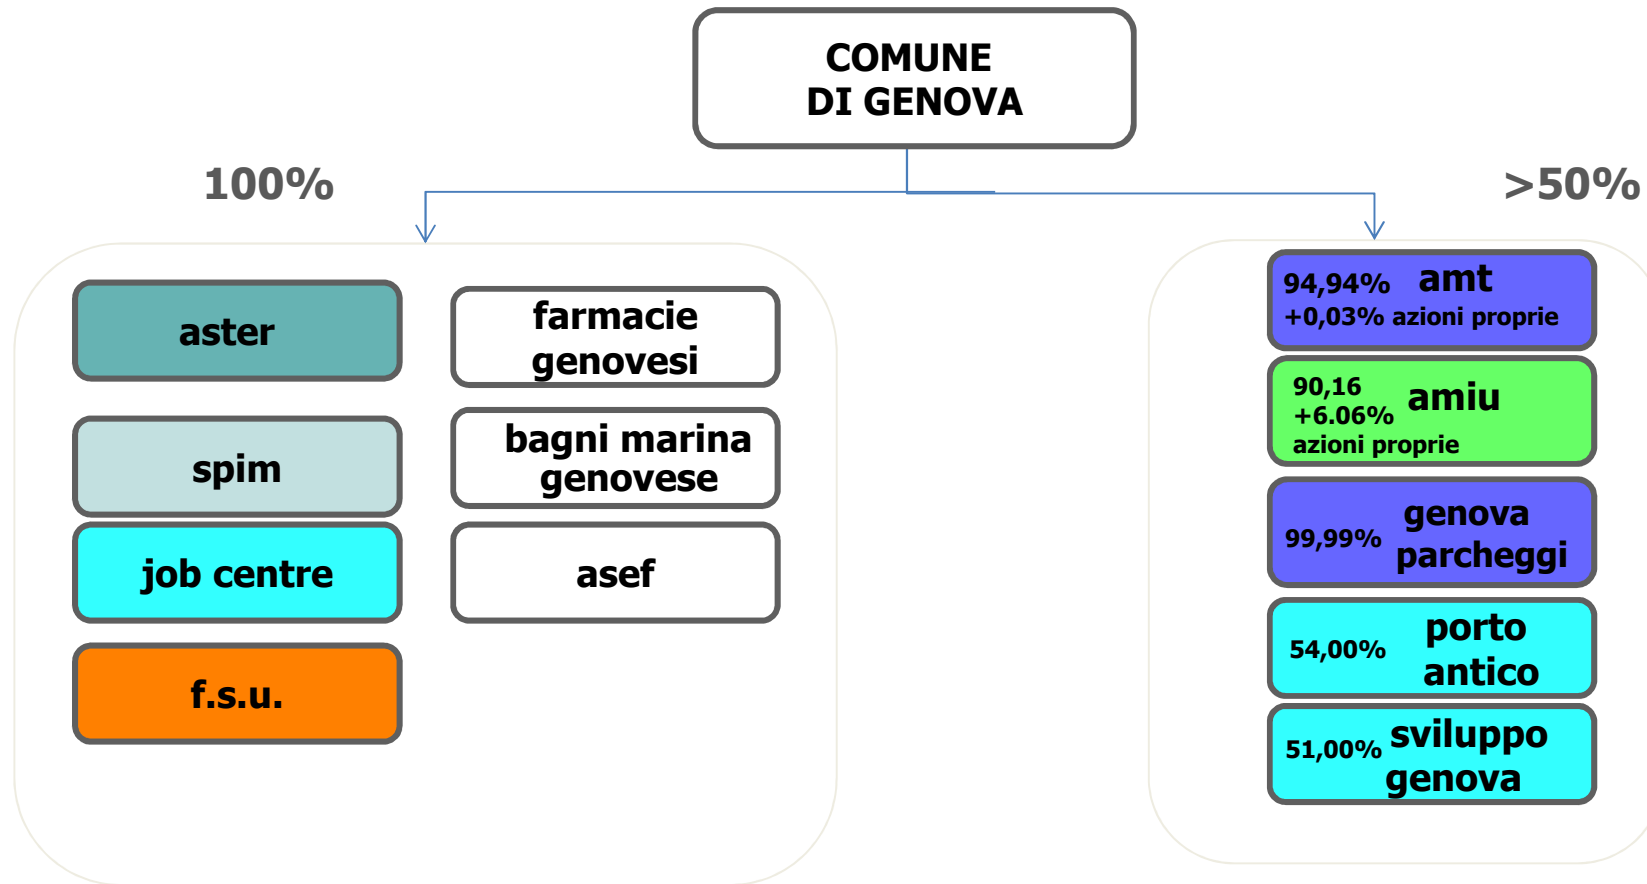 COMUNE
DI GENOVA
100%
>50%
aster
spim
job centre
f.s.u.
farmacie
genovesi
bagni marina
genovese
asef
94,94% amt
+0,03% azioni proprie
90,16
+6.06% amiu
azioni proprie
genova
99,99% parcheggi
porto
54,00% antico
51,00% sviluppo
genova